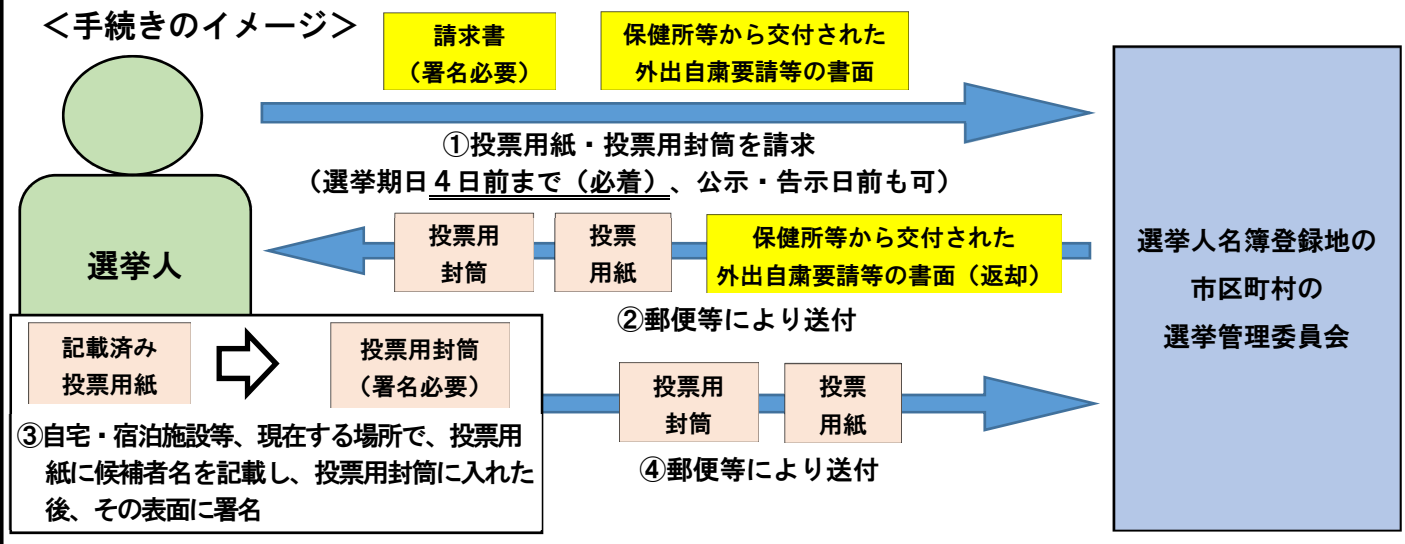 ＜手続きのイメージ＞
請求書
（署名必要）
保健所等から交付された
外出自粛要請等の書面
①投票用紙・投票用封筒を請求
（選挙期日４日前まで（必着）、公示・告示日前も可）
選挙人
投票用
封筒
投票
用紙
保健所等から交付された
外出自粛要請等の書面（返却）
②郵便等により送付
選挙人名簿登録地の
市区町村の
選挙管理委員会
記載済み
投票用紙
投票用封筒
（署名必要）
③自宅・宿泊施設等、現在する場所で、投票用
紙に候補者名を記載し、投票用封筒に入れた
後、その表面に署名
投票用
封筒
投票
用紙
④郵便等により送付